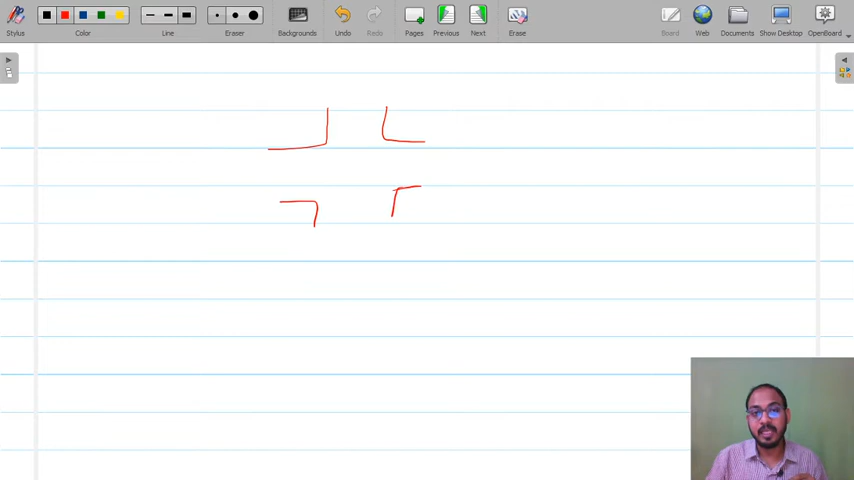 Stylus Color Line Eraser Backgrounds Undo Redo Pages Previous Next Erase Board Web Documents Show Desktop OpenBoard